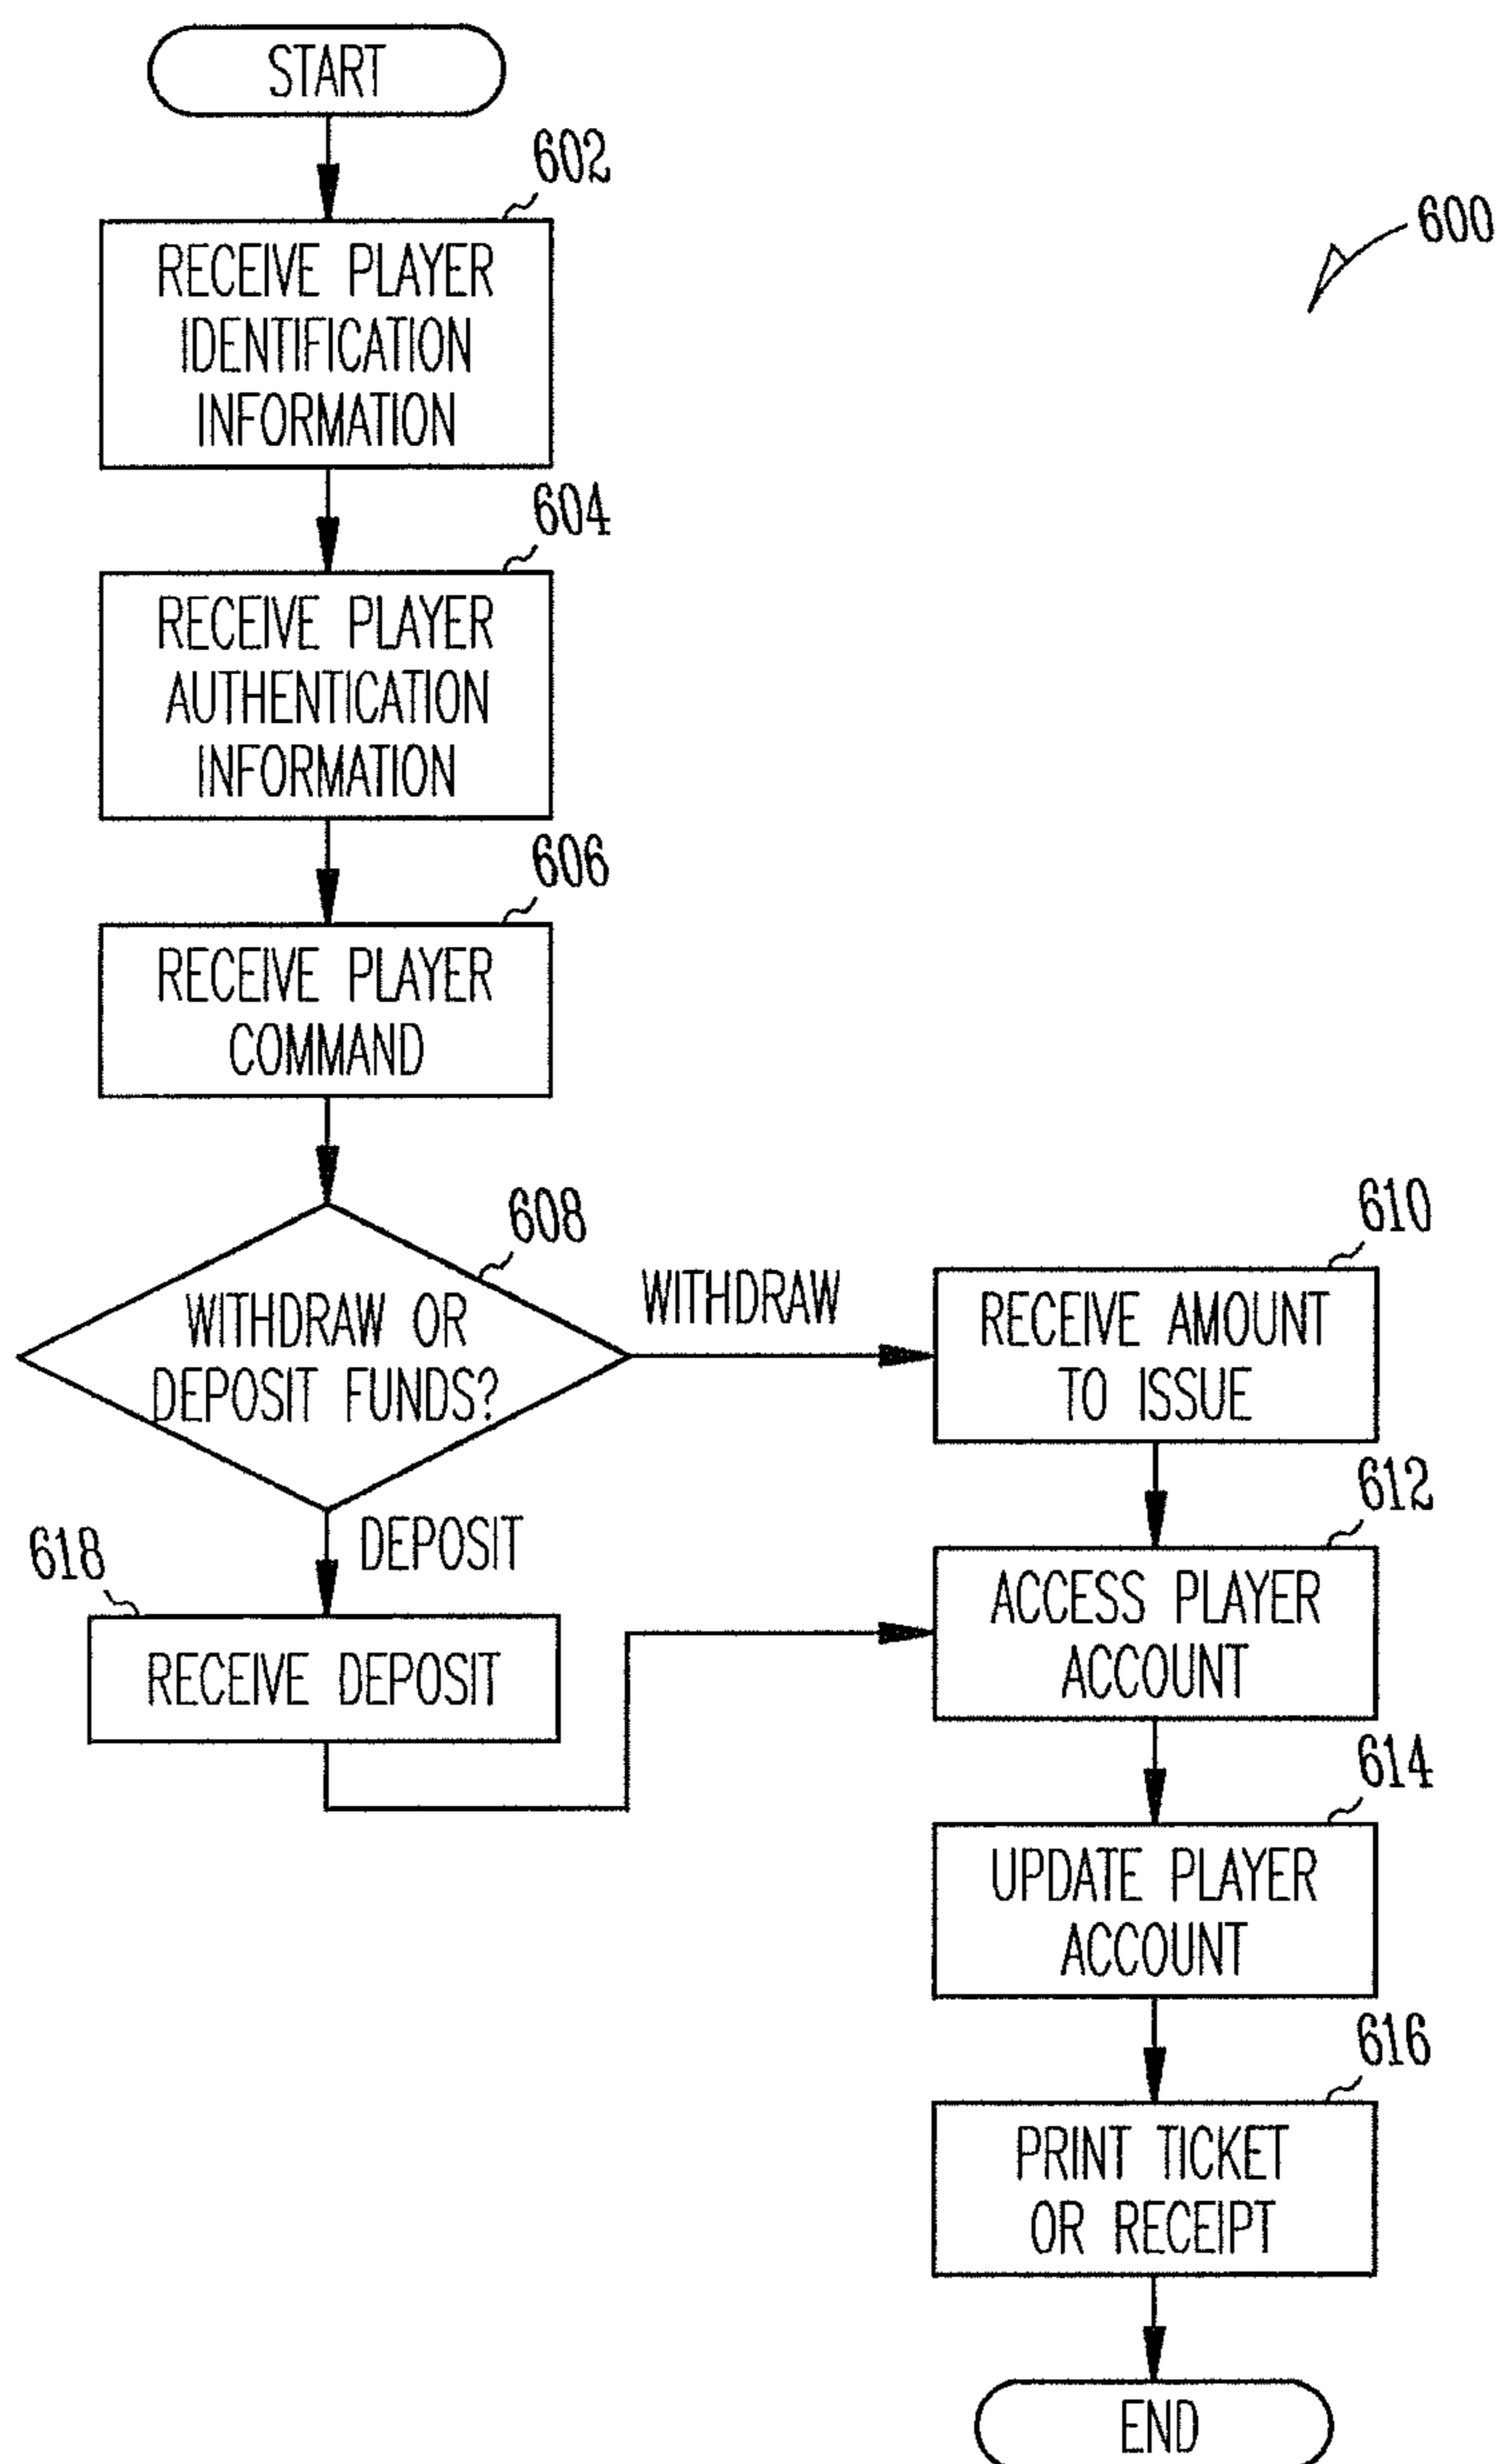 START
602
600
RECEIVE PLAYER
IDENTIFICATION
INFORMATION
604
RECEIVE PLAYER
AUTHENTICATION
INFORMATION
606
RECEIVE PLAYER
COMMAND
608
WITHDRAW OR
DEPOSIT FUNDS?
WITHDRAW
610
RECEIVE AMOUNT
TO ISSUE
DEPOSIT
618
RECEIVE DEPOSIT
612
ACCESS PLAYER
ACCOUNT
614
UPDATE PLAYER
ACCOUNT
616
PRINT TICKET
OR RECEIPT
END